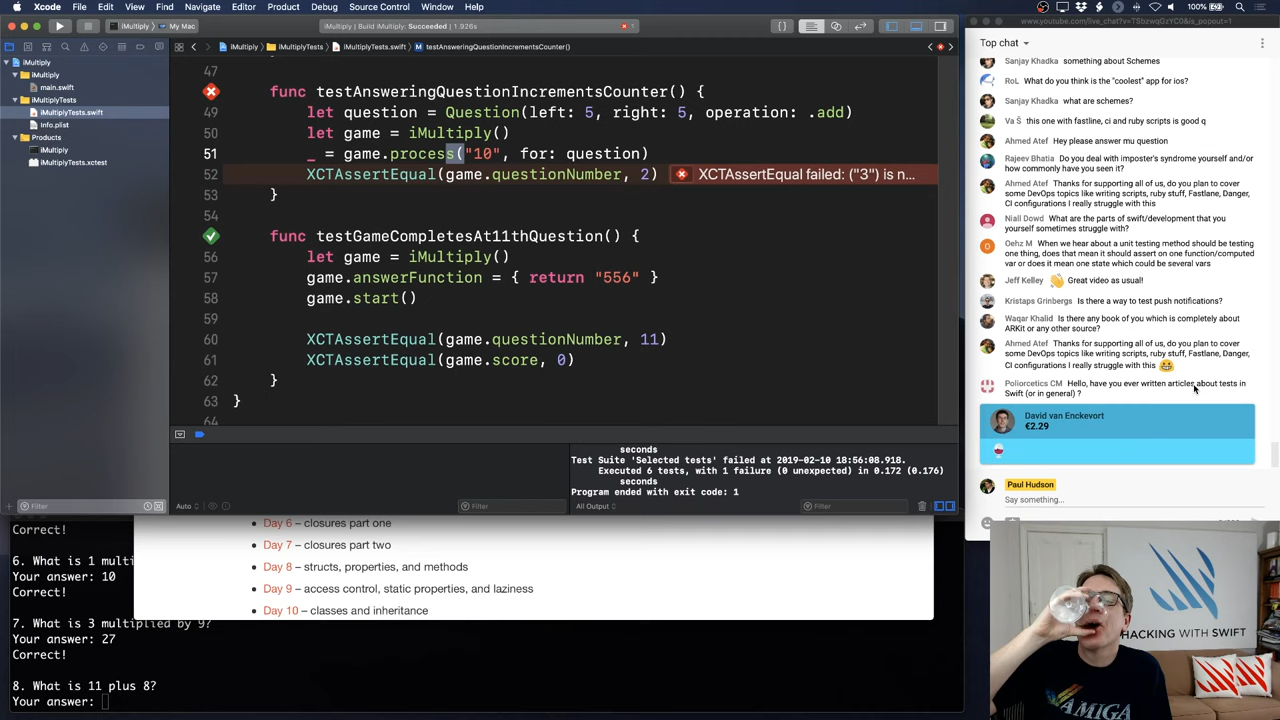 Xcode File Edit View Find Navigate Editor Product Debug Source Control Window Help
iMultiply My Mac
iMultiply | Build iMultiply: Succeeded | 1.926s
1
iMultiply iMultiplyTests iMultiplyTests.swift testAnsweringQuestionIncrementsCounter()
iMultiply
iMultiply
main.swift
iMultiplyTests
iMultiplyTests.swift
Info.plist
Products
iMultiply
iMultiplyTests.xctest
47
func testAnsweringQuestionIncrementsCounter() {
49 let question = Question(left: 5, right: 5, operation: .add)
50 let game = iMultiply()
51 _ = game.process("10", for: question)
52 XCTAssertEqual(game.questionNumber, 2) XCTAssertEqual failed: ("3") is n...
53 }
54
func testGameCompletesAt11thQuestion() {
56 let game = iMultiply()
57 game.answerFunction = { return "556" }
58 game.start()
59
60 XCTAssertEqual(game.questionNumber, 11)
61 XCTAssertEqual(game.score, 0)
62 }
63 }
64
seconds
Test Suite 'Selected tests' failed at 2019-02-10 18:56:08.918.
Executed 6 tests, with 1 failure (0 unexpected) in 0.172 (0.176)
seconds
Program ended with exit code: 1
Filter
Auto
Filter
All Output
Filter
Correct!
6. What is 1 multi
Your answer: 10
Correct!
7. What is 3 multiplied by 9?
Your answer: 27
Correct!
8. What is 11 plus 8?
Your answer:
Day 6 – closures part one
Day 7 – closures part two
Day 8 – structs, properties, and methods
Day 9 – access control, static properties, and laziness
Day 10 – classes and inheritance
Top chat
Sanjay Khadka something about Schemes
RoL What do you think is the "coolest" app for ios?
Sanjay Khadka what are schemes?
Va Š this one with fastline, ci and ruby scripts is good q
Ahmed Atef Hey please answer mu question
Rajeev Bhatia Do you deal with imposter's syndrome yourself and/or
how commonly have you seen it?
Ahmed Atef Thanks for supporting all of us, do you plan to cover
some DevOps topics like writing scripts, ruby stuff, Fastlane, Danger,
CI configurations I really struggle with this
Niall Dowd What are the parts of swift/development that you
yourself sometimes struggle with?
Oehz M When we hear about a unit testing method should be testing
one thing, does that mean it should assert on one function/computed
var or does it mean one state which could be several vars
Jeff Kelley Great video as usual!
Kristaps Grinbergs Is there a way to test push notifications?
Waqar Khalid Is there any book of you which is completely about
ARKit or any other source?
Ahmed Atef Thanks for supporting all of us, do you plan to cover
some DevOps topics like writing scripts, ruby stuff, Fastlane, Danger,
CI configurations I really struggle with this
Poliorcetics CM Hello, have you ever written articles about tests in
Swift (or in general) ?
David van Enckevort
€2.29
Paul Hudson
Say something...
HACKING WITH SWIFT
AMIGA